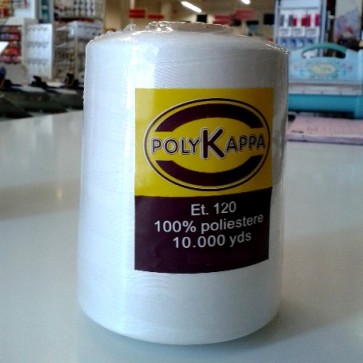 POLYKAPPA
Et. 120
100% poliestere
10.000 yds